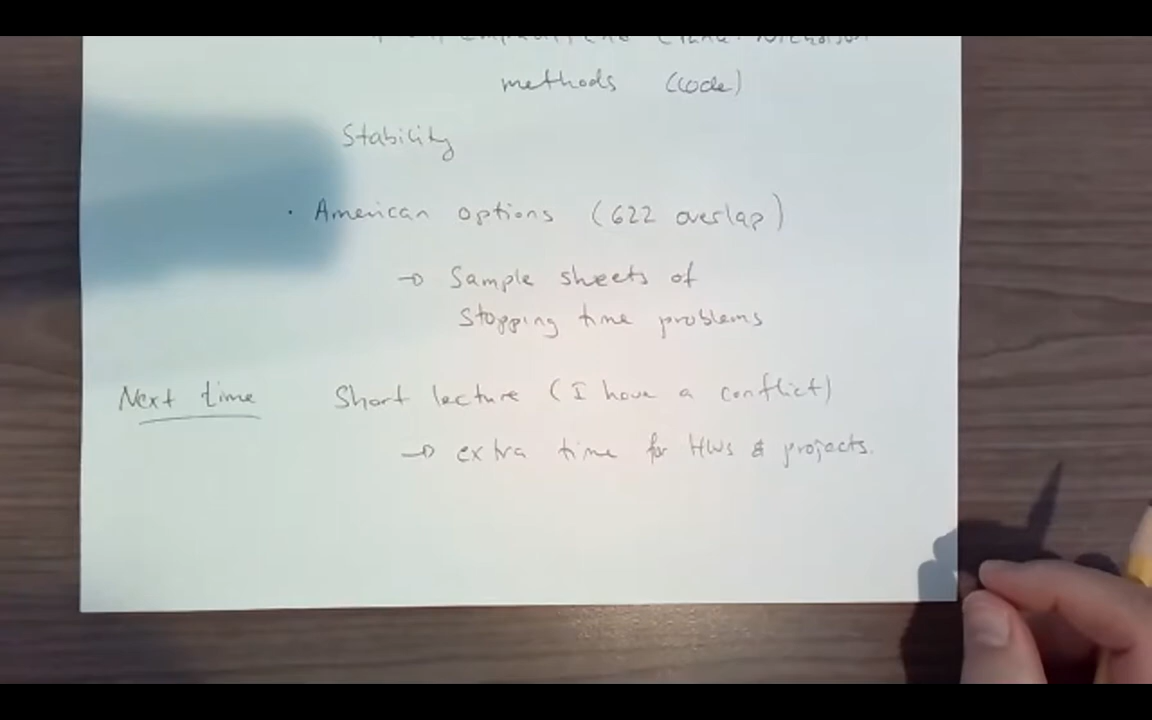 methods (code)
Stability
· American options (622 overlap)
→ Sample sheets of
stopping time problems
Next time Short lecture (I have a conflict)
→ extra time for HWs & projects.